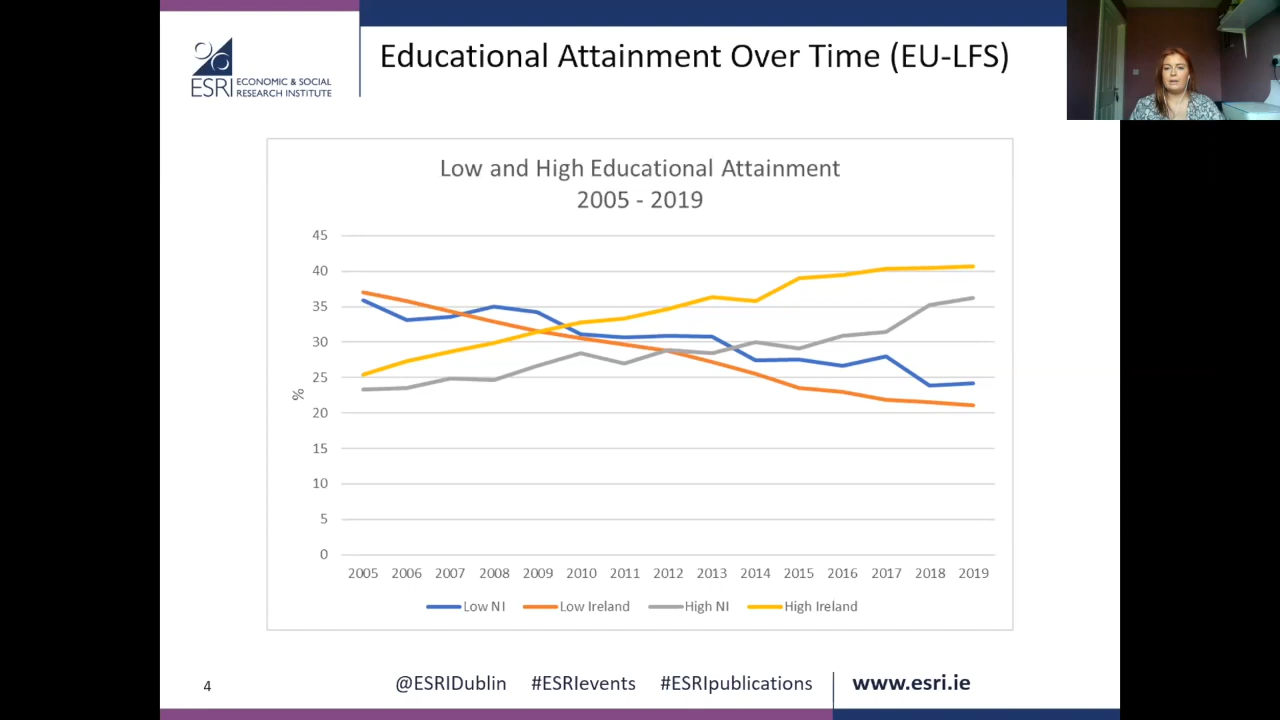 Educational Attainment Over Time (EU-LFS)
ESRI ECONOMIC & SOCIAL
RESEARCH INSTITUTE
Low and High Educational Attainment
2005 - 2019
45
40
35
30
25
%
20
15
10
5
0
2005 2006 2007 2008 2009 2010 2011 2012 2013 2014 2015 2016 2017 2018 2019
Low NI Low Ireland High NI High Ireland
4 @ESRIDublin #ESRIevents #ESRIpublications www.esri.ie